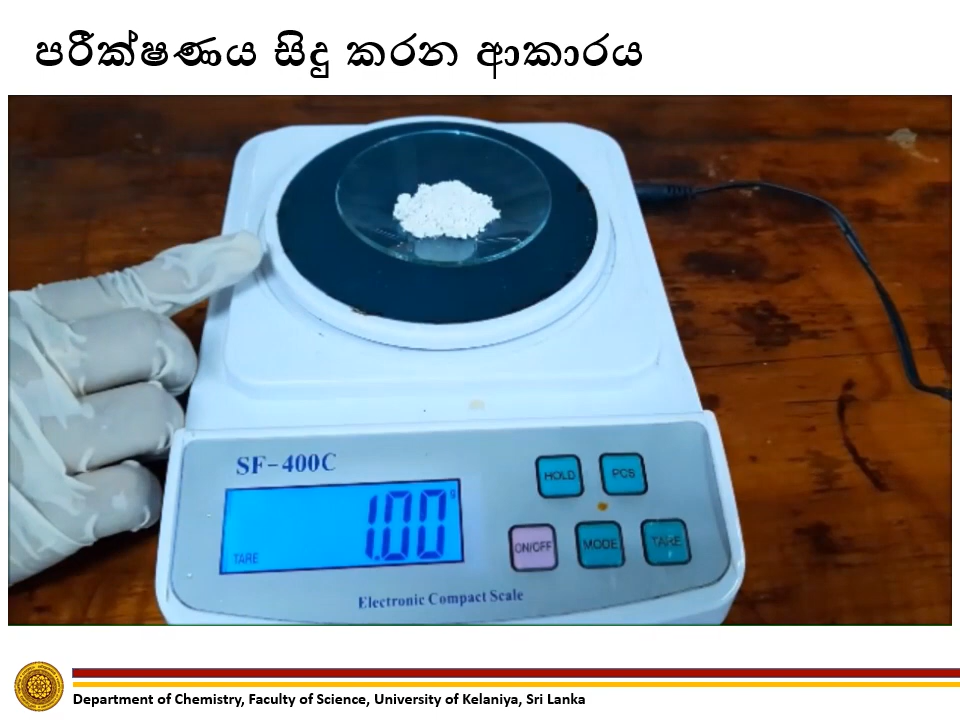 පරීක්ෂණය සිදු කරන ආකාරය
SF-400C
HOLD
PCS
1.00 g
TARE
ON/OFF
MODE
TARE
Electronic Compact Scale
Department of Chemistry, Faculty of Science, University of Kelaniya, Sri Lanka